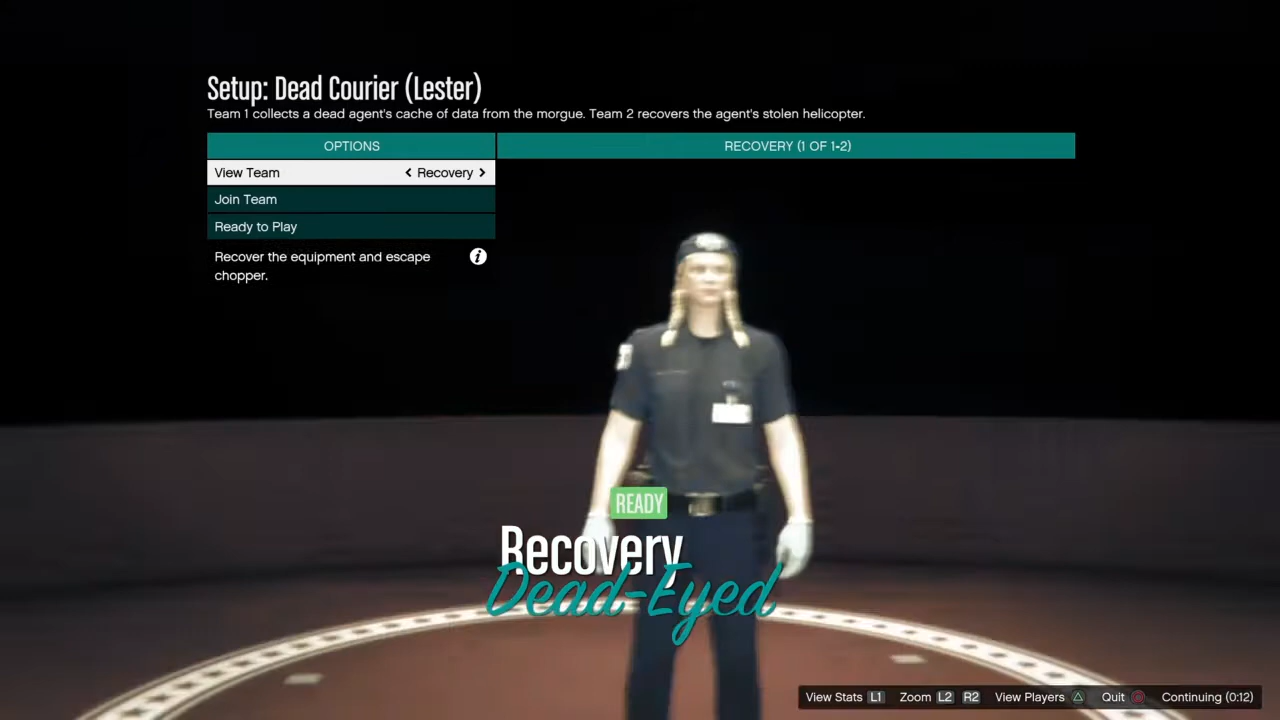 Setup: Dead Courier (Lester)
Team 1 collects a dead agent's cache of data from the morgue. Team 2 recovers the agent's stolen helicopter.
OPTIONS
RECOVERY (1 OF 1-2)
View Team < Recovery >
Join Team
Ready to Play
Recover the equipment and escape
chopper.
READY
Recovery
Dead-Eyed
View Stats L1 Zoom L2 R2 View Players Quit Continuing (0:12)